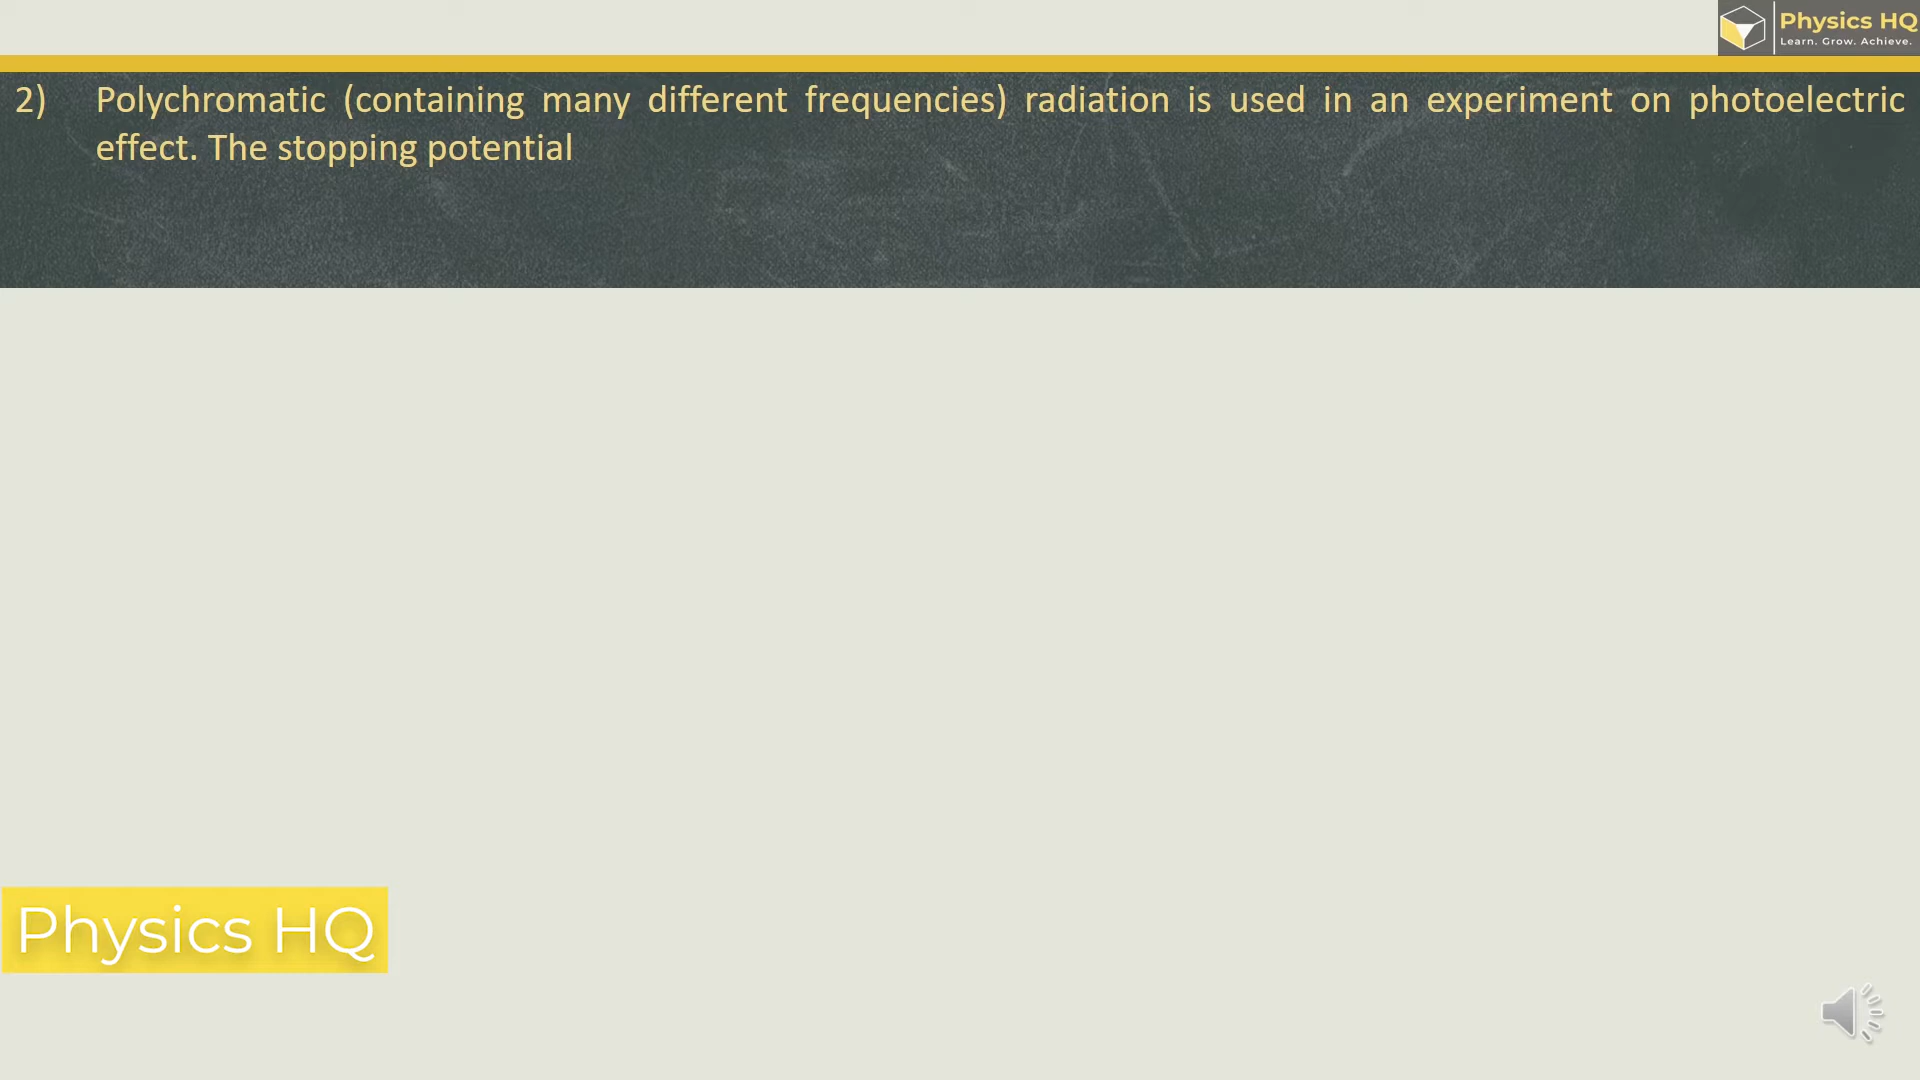 Physics HQ
Learn. Grow. Achieve.
2) Polychromatic (containing many different frequencies) radiation is used in an experiment on photoelectric
effect. The stopping potential
Physics HQ